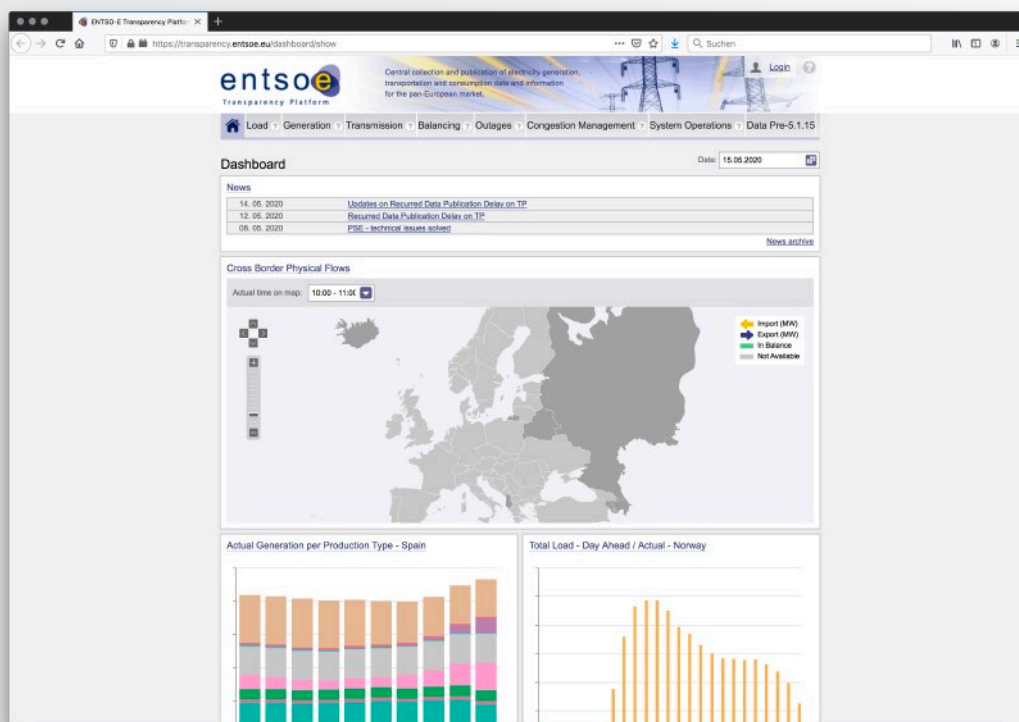 ENTSO-E Transparency Platfor
https://transparency.entsoe.eu/dashboard/show
Suchen
entsoe
Transparency Platform
Central collection and publication of electricity generation,
transportation and consumption data and information
for the pan-European market.
Login
Load ? Generation ? Transmission ? Balancing ? Outages ? Congestion Management ? System Operations ? Data Pre-5.1.15
Dashboard
Date: 15.05.2020
News
14. 05. 2020 Updates on Recurred Data Publication Delay on TP
12. 05. 2020 Recurred Data Publication Delay on TP
08. 05. 2020 PSE - technical issues solved
News archive
Cross Border Physical Flows
Actual time on map: 10:00 - 11:0(
Import (MW)
Export (MW)
In Balance
Not Available
Actual Generation per Production Type - Spain
Total Load - Day Ahead / Actual - Norway